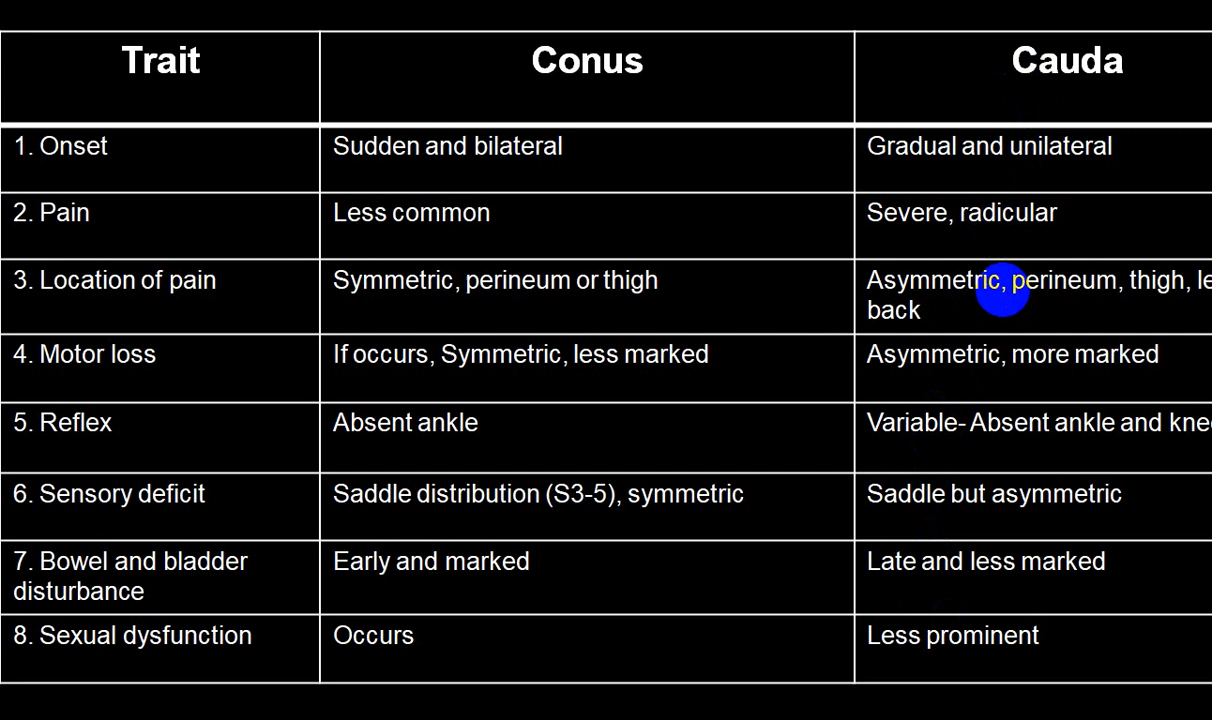 Trait Conus Cauda
1. Onset Sudden and bilateral Gradual and unilateral
2. Pain Less common Severe, radicular
3. Location of pain Symmetric, perineum or thigh Asymmetric, perineum, thigh,
back
4. Motor loss If occurs, Symmetric, less marked Asymmetric, more marked
5. Reflex Absent ankle Variable- Absent ankle and
6. Sensory deficit Saddle distribution (S3-5), symmetric Saddle but asymmetric
7. Bowel and bladder Early and marked Late and less marked
disturbance
8. Sexual dysfunction Occurs Less prominent